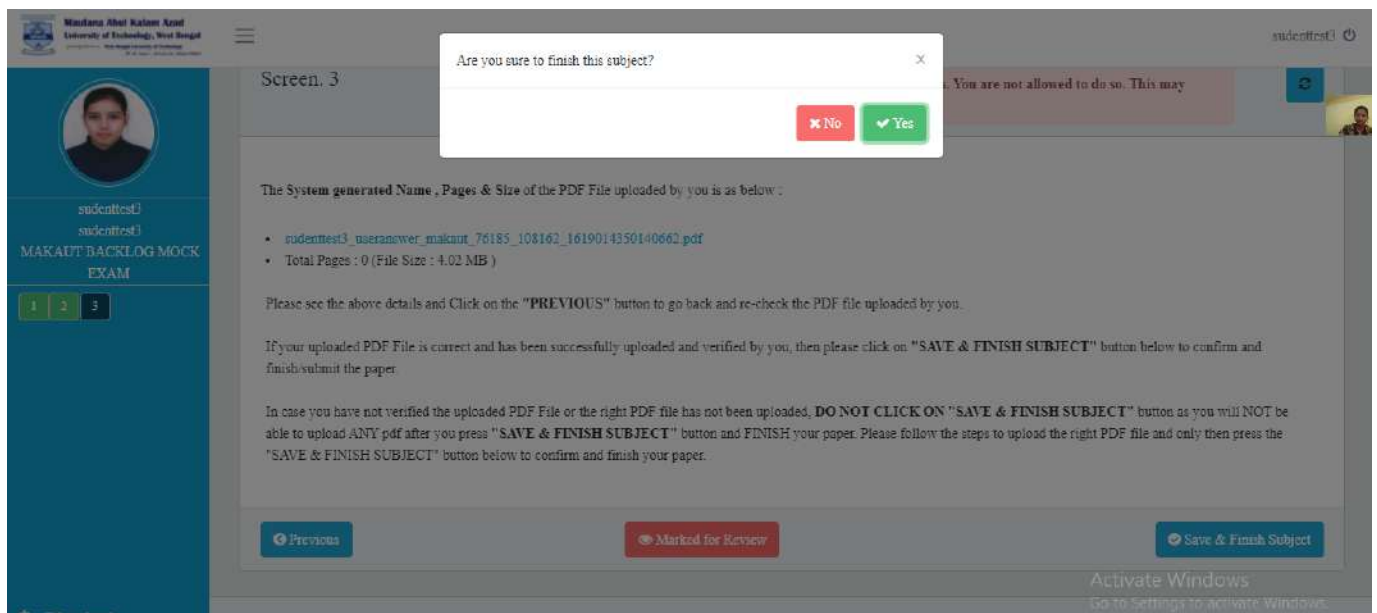 Maulana Abul Kalam Azad
University of Technology, West Bengal
sudenttest3
Are you sure to finish this subject?
×
No
Yes
Screen. 3
You are not allowed to do so. This may
sudenttest3
sudenttest3
MAKAUT BACKLOG MOCK
EXAM
1 2 3
The System generated Name , Pages & Size of the PDF File uploaded by you is as below :
• sudenttest3_useranswer_makaut_76185_108162_1619014350140662.pdf
• Total Pages : 0 (File Size : 4.02 MB )
Please see the above details and Click on the "PREVIOUS" button to go back and re-check the PDF file uploaded by you.
If your uploaded PDF File is correct and has been successfully uploaded and verified by you, then please click on "SAVE & FINISH SUBJECT" button below to confirm and
finish/submit the paper.
In case you have not verified the uploaded PDF File or the right PDF file has not been uploaded, DO NOT CLICK ON "SAVE & FINISH SUBJECT" button as you will NOT be
able to upload ANY pdf after you press "SAVE & FINISH SUBJECT" button and FINISH your paper. Please follow the steps to upload the right PDF file and only then press the
"SAVE & FINISH SUBJECT" button below to confirm and finish your paper.
Previous
Marked for Review
Save & Finish Subject
Activate Windows
Go to Settings to activate Windows.